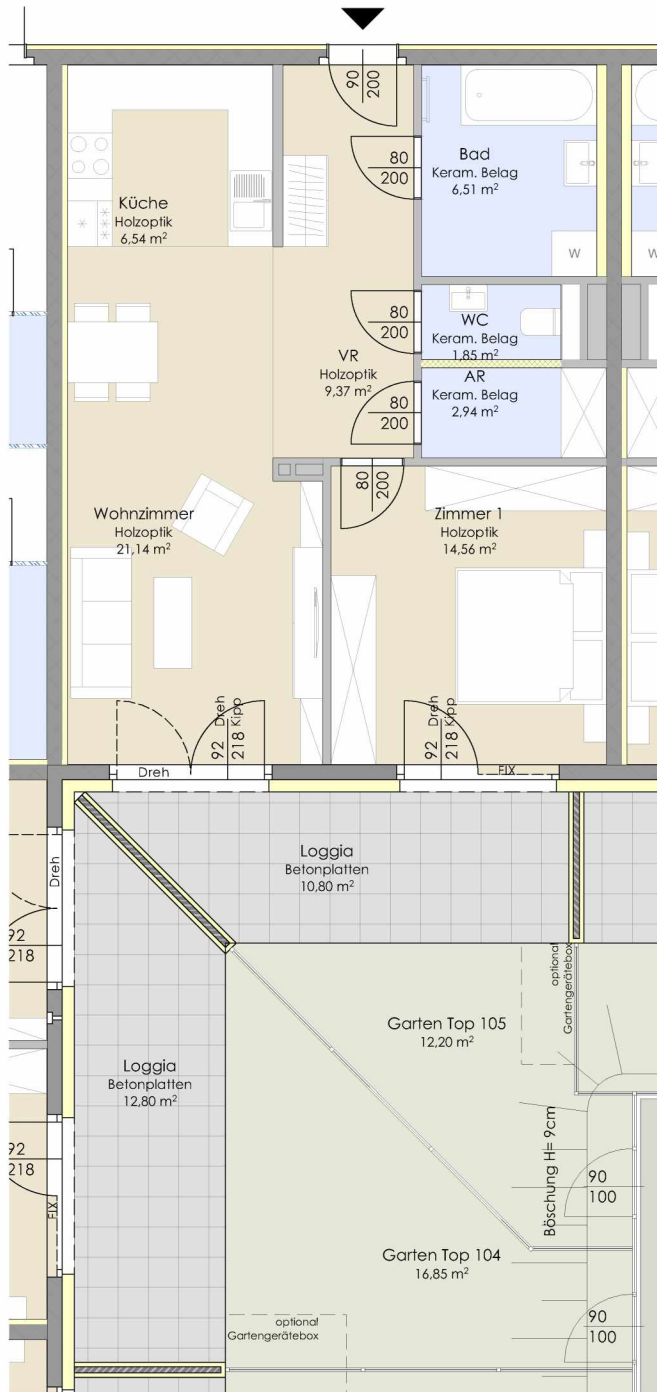 90
200
80
200
Bad
Keram. Belag
6,51 m²
Küche
Holzoptik
6,54 m²
W
W
80
200
WC
Keram. Belag
1,85 m²
VR
Holzoptik
9,37 m²
AR
Keram. Belag
2,94 m²
80
200
80
200
Wohnzimmer
Holzoptik
21,14 m²
Zimmer 1
Holzoptik
14,56 m²
92 Dreh
218 Kipp
92 Dreh
218 Kipp
Dreh
FIX
Loggia
Betonplatten
10,80 m²
Dreh
92
218
optional
Gartengerätebox
Garten Top 105
12,20 m²
Loggia
Betonplatten
12,80 m²
92
218
FIX
Böschung H= 9cm
90
100
Garten Top 104
16,85 m²
optional
Gartengerätebox
90
100